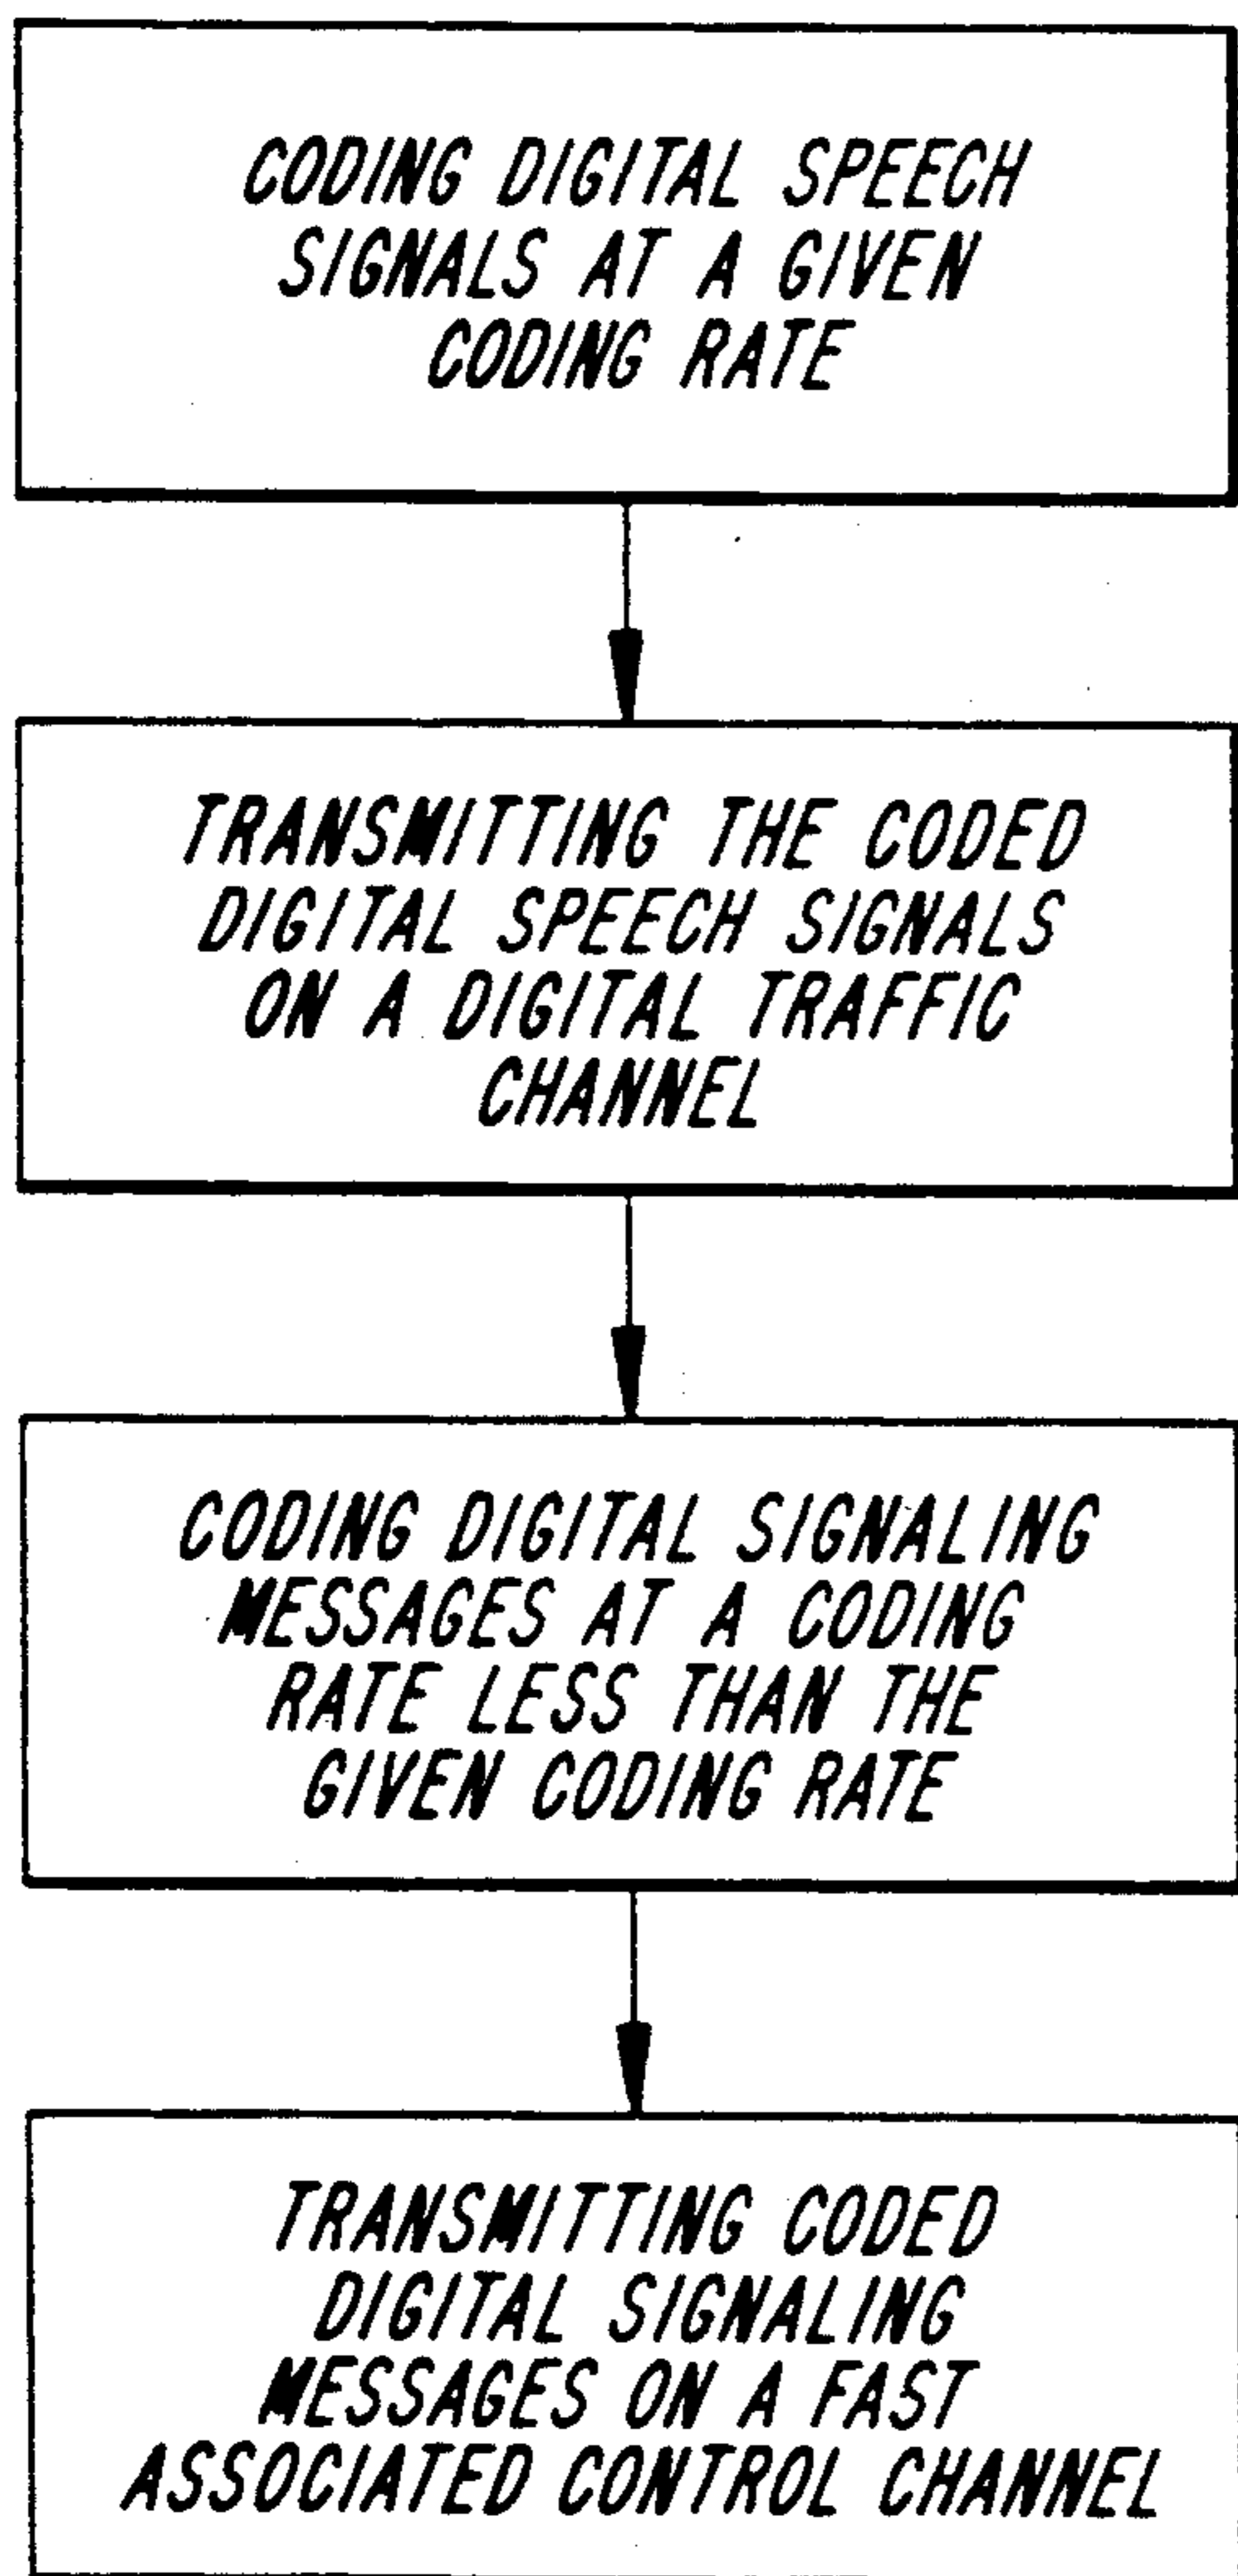 CODING DIGITAL SPEECH
SIGNALS AT A GIVEN
CODING RATE
TRANSMITTING THE CODED
DIGITAL SPEECH SIGNALS
ON A DIGITAL TRAFFIC
CHANNEL
CODING DIGITAL SIGNALING
MESSAGES AT A CODING
RATE LESS THAN THE
GIVEN CODING RATE
TRANSMITTING CODED
DIGITAL SIGNALING
MESSAGES ON A FAST
ASSOCIATED CONTROL CHANNEL